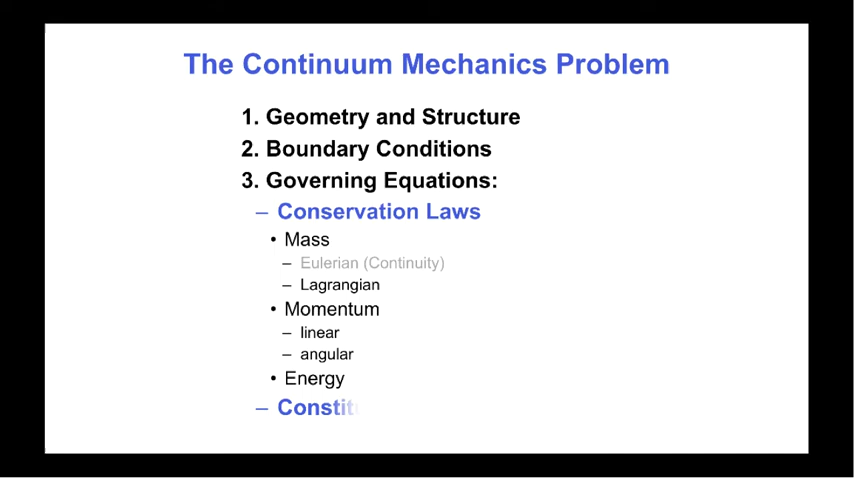 The Continuum Mechanics Problem
1. Geometry and Structure
2. Boundary Conditions
3. Governing Equations:
– Conservation Laws
• Mass
– Eulerian (Continuity)
– Lagrangian
• Momentum
– linear
– angular
• Energy
– Constit